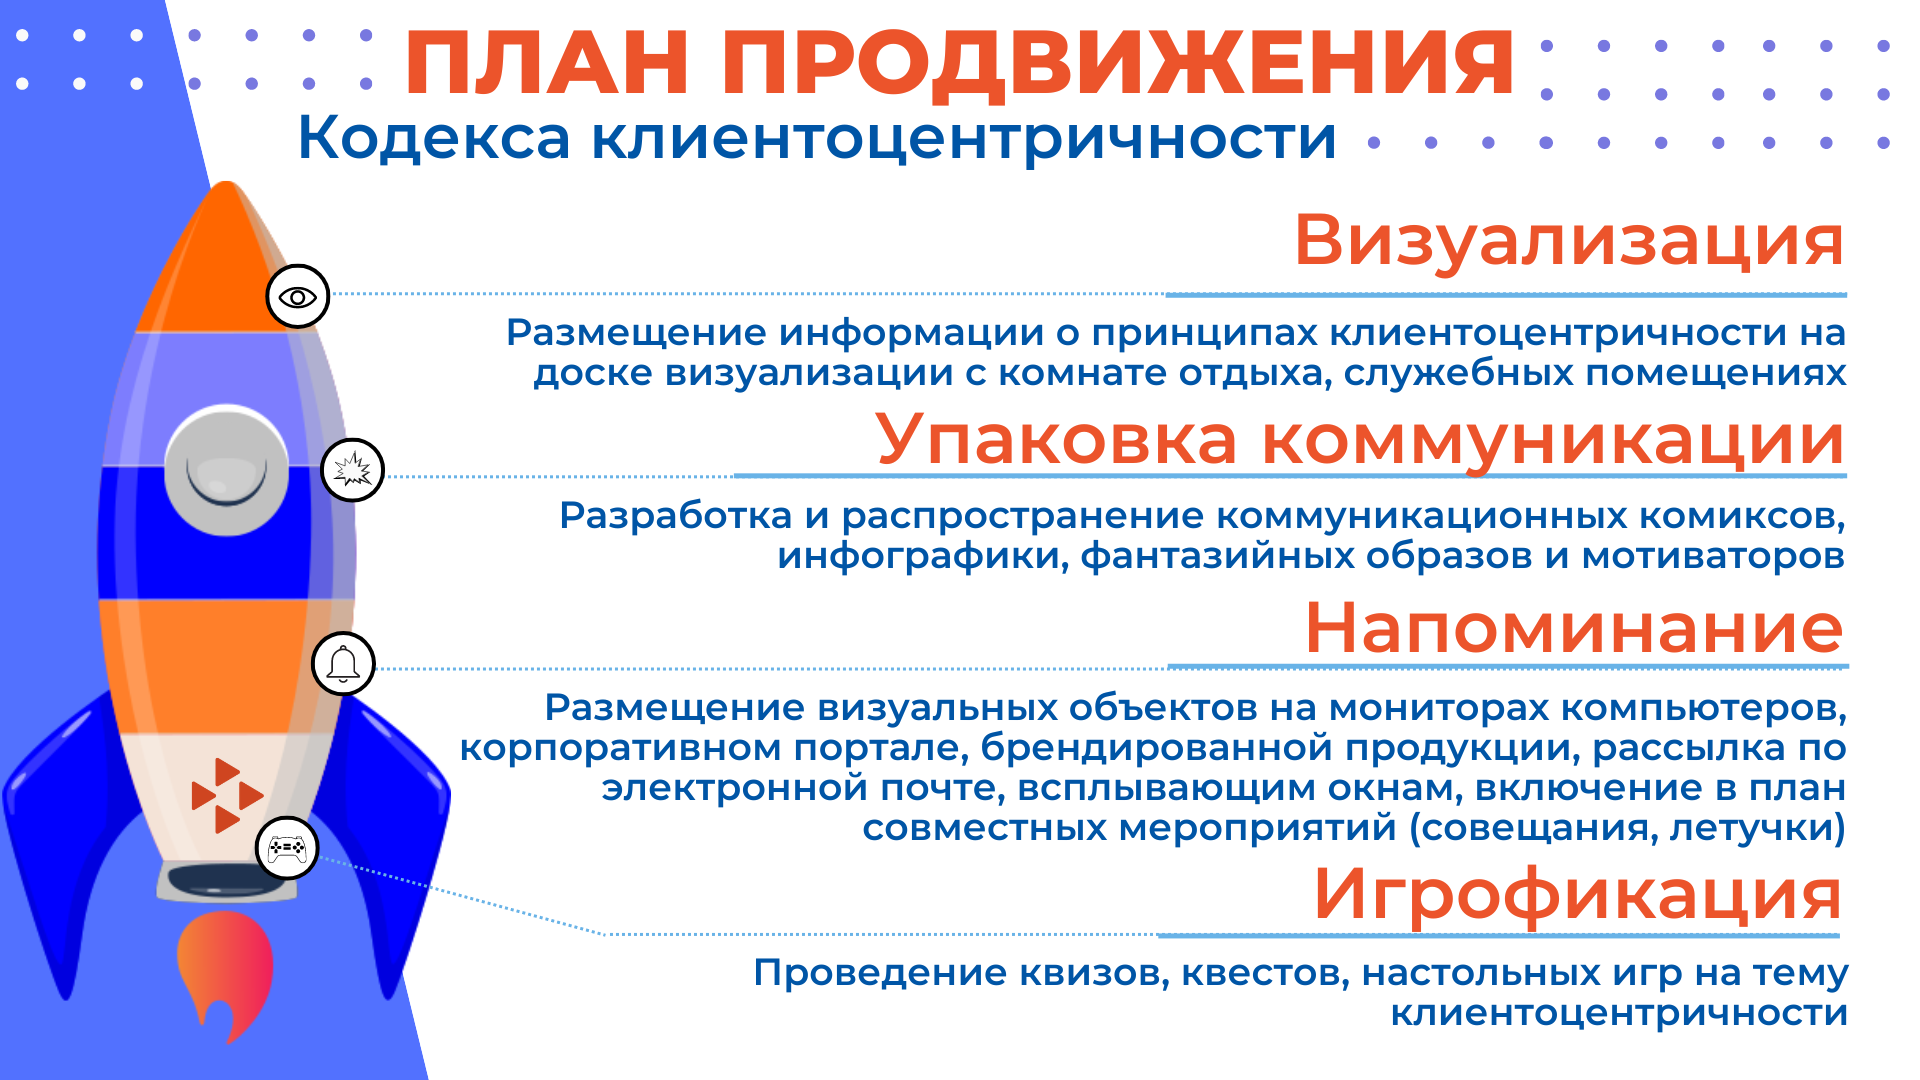 ПЛАН ПРОДВИЖЕНИЯ
Кодекса клиентоцентричности
Визуализация
Размещение информации о принципах клиентоцентричности на
доске визуализации с комнате отдыха, служебных помещениях
Упаковка коммуникации
Разработка и распространение коммуникационных комиксов,
инфографики, фантазийных образов и мотиваторов
Напоминание
Размещение визуальных объектов на мониторах компьютеров,
корпоративном портале, брендированной продукции, рассылка по
электронной почте, всплывающим окнам, включение в план
совместных мероприятий (совещания, летучки)
Игрофикация
Проведение квизов, квестов, настольных игр на тему
клиентоцентричности